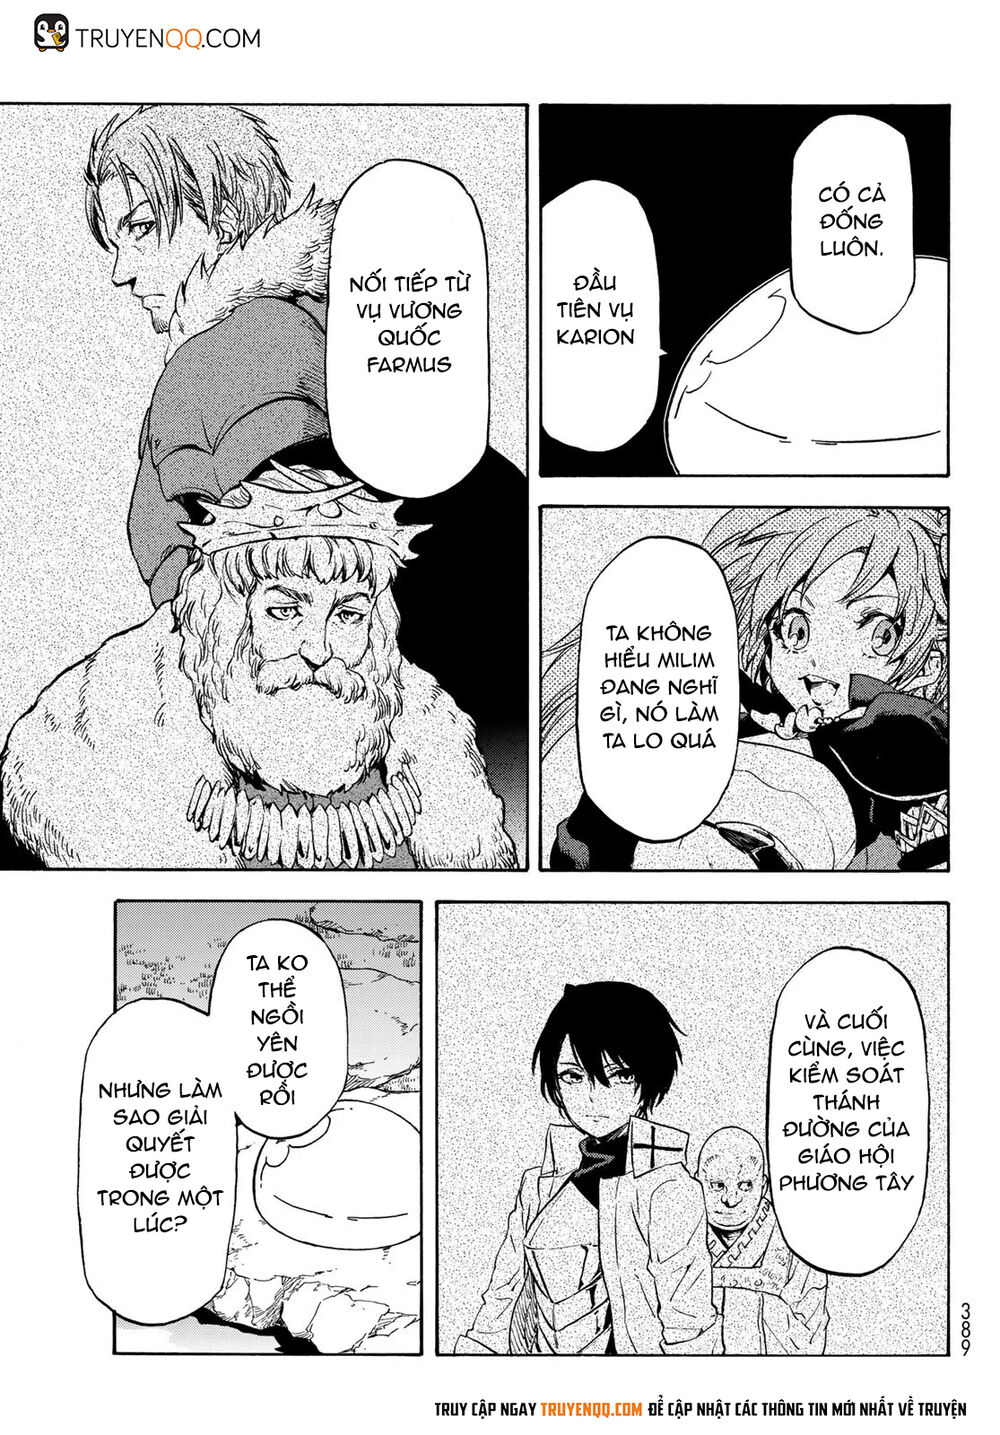 TRUYENQQ.COM
CÓ CẢ
ĐỐNG
LUÔN.
ĐẦU
TIÊN VỤ
KARION
NỐI TIẾP TỪ
VỤ VƯƠNG
QUỐC
FARMUS
TA KHÔNG
HIỂU MILIM
ĐANG NGHĨ
GÌ, NÓ LÀM
TA LO QUÁ
VÀ CUỐI
CÙNG, VIỆC
KIỂM SOÁT
THÁNH
ĐƯỜNG CỦA
GIÁO HỘI
PHƯƠNG TÂY
TA KO
THỂ
NGỒI
YÊN
ĐƯỢC
RỒI
NHƯNG LÀM
SAO GIẢI
QUYẾT
ĐƯỢC
TRONG MỘT
LÚC?
389
TRUY CẬP NGAY TRUYENQQ.COM ĐỂ CẬP NHẬT CÁC THÔNG TIN MỚI NHẤT VỀ TRUYỆN